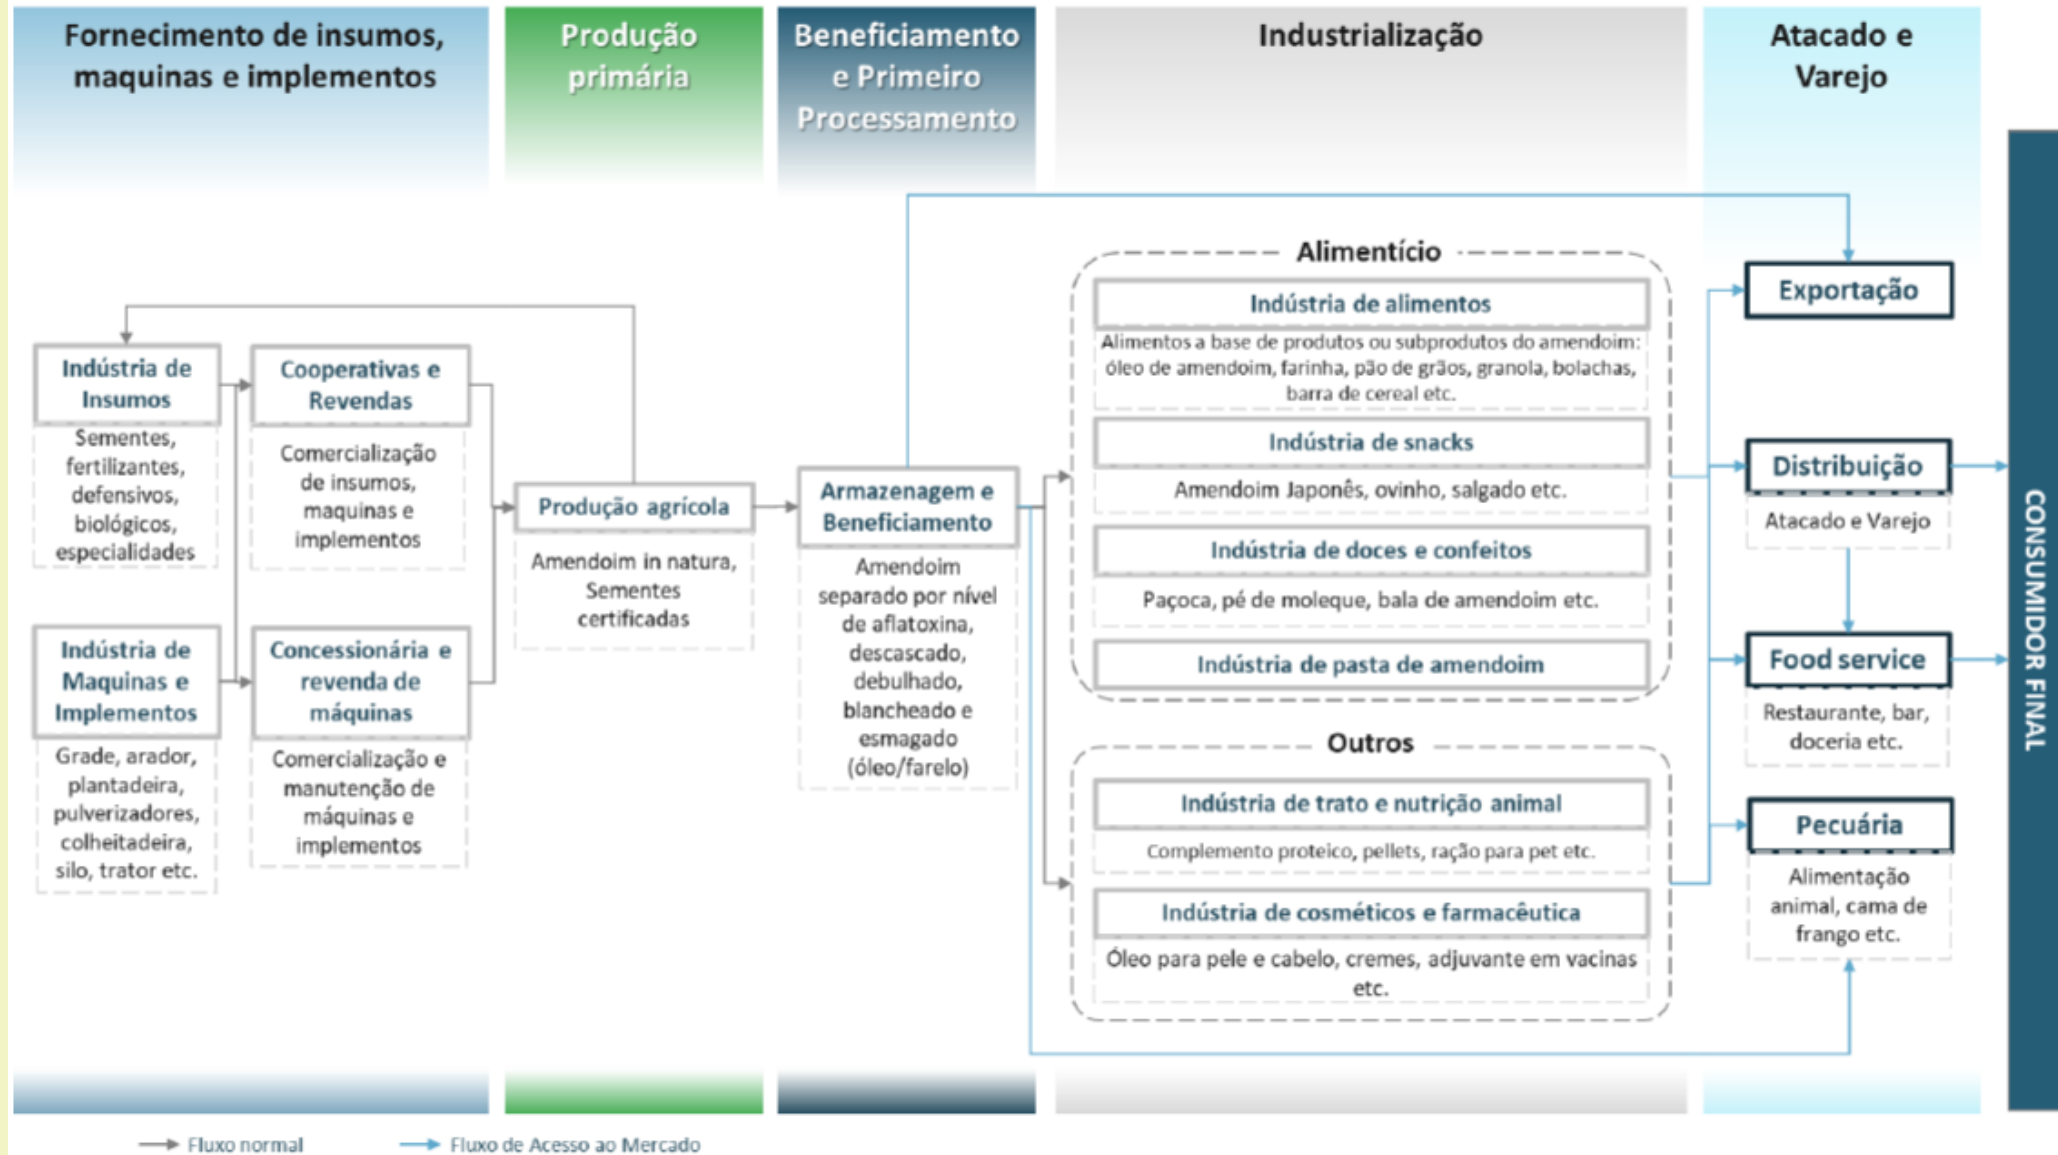 Fornecimento de insumos,
maquinas e implementos
Produção
primária
Beneficiamento
e Primeiro
Processamento
Industrialização
Atacado e
Varejo
Indústria de
Insumos
Sementes,
fertilizantes,
defensivos,
biológicos,
especialidades
Indústria de
Maquinas e
Implementos
Grade, arador,
plantadeira,
pulverizadores,
colheitadeira,
silo, trator etc.
Cooperativas e
Revendas
Comercialização
de insumos,
maquinas e
implementos
Concessionária e
revenda de
máquinas
Comercialização e
manutenção de
máquinas e
implementos
Produção agrícola
Amendoim in natura,
Sementes
certificadas
Armazenagem e
Beneficiamento
Amendoim
separado por nível
de aflatoxina,
descascado,
debulhado,
blancheado e
esmagado
(óleo/farelo)
Alimentício
Indústria de alimentos
Alimentos a base de produtos ou subprodutos do amendoim:
óleo de amendoim, farinha, pão de grãos, granola, bolachas,
barra de cereal etc.
Indústria de snacks
Amendoim Japonês, ovinho, salgado etc.
Indústria de doces e confeitos
Paçoca, pé de moleque, bala de amendoim etc.
Indústria de pasta de amendoim
Outros
Indústria de trato e nutrição animal
Complemento proteico, pellets, ração para pet etc.
Indústria de cosméticos e farmacêutica
Óleo para pele e cabelo, cremes, adjuvante em vacinas
etc.
Exportação
Distribuição
Atacado e Varejo
Food service
Restaurante, bar,
doceria etc.
Pecuária
Alimentação
animal, cama de
frango etc.
CONSUMIDOR FINAL
Fluxo normal
Fluxo de Acesso ao Mercado